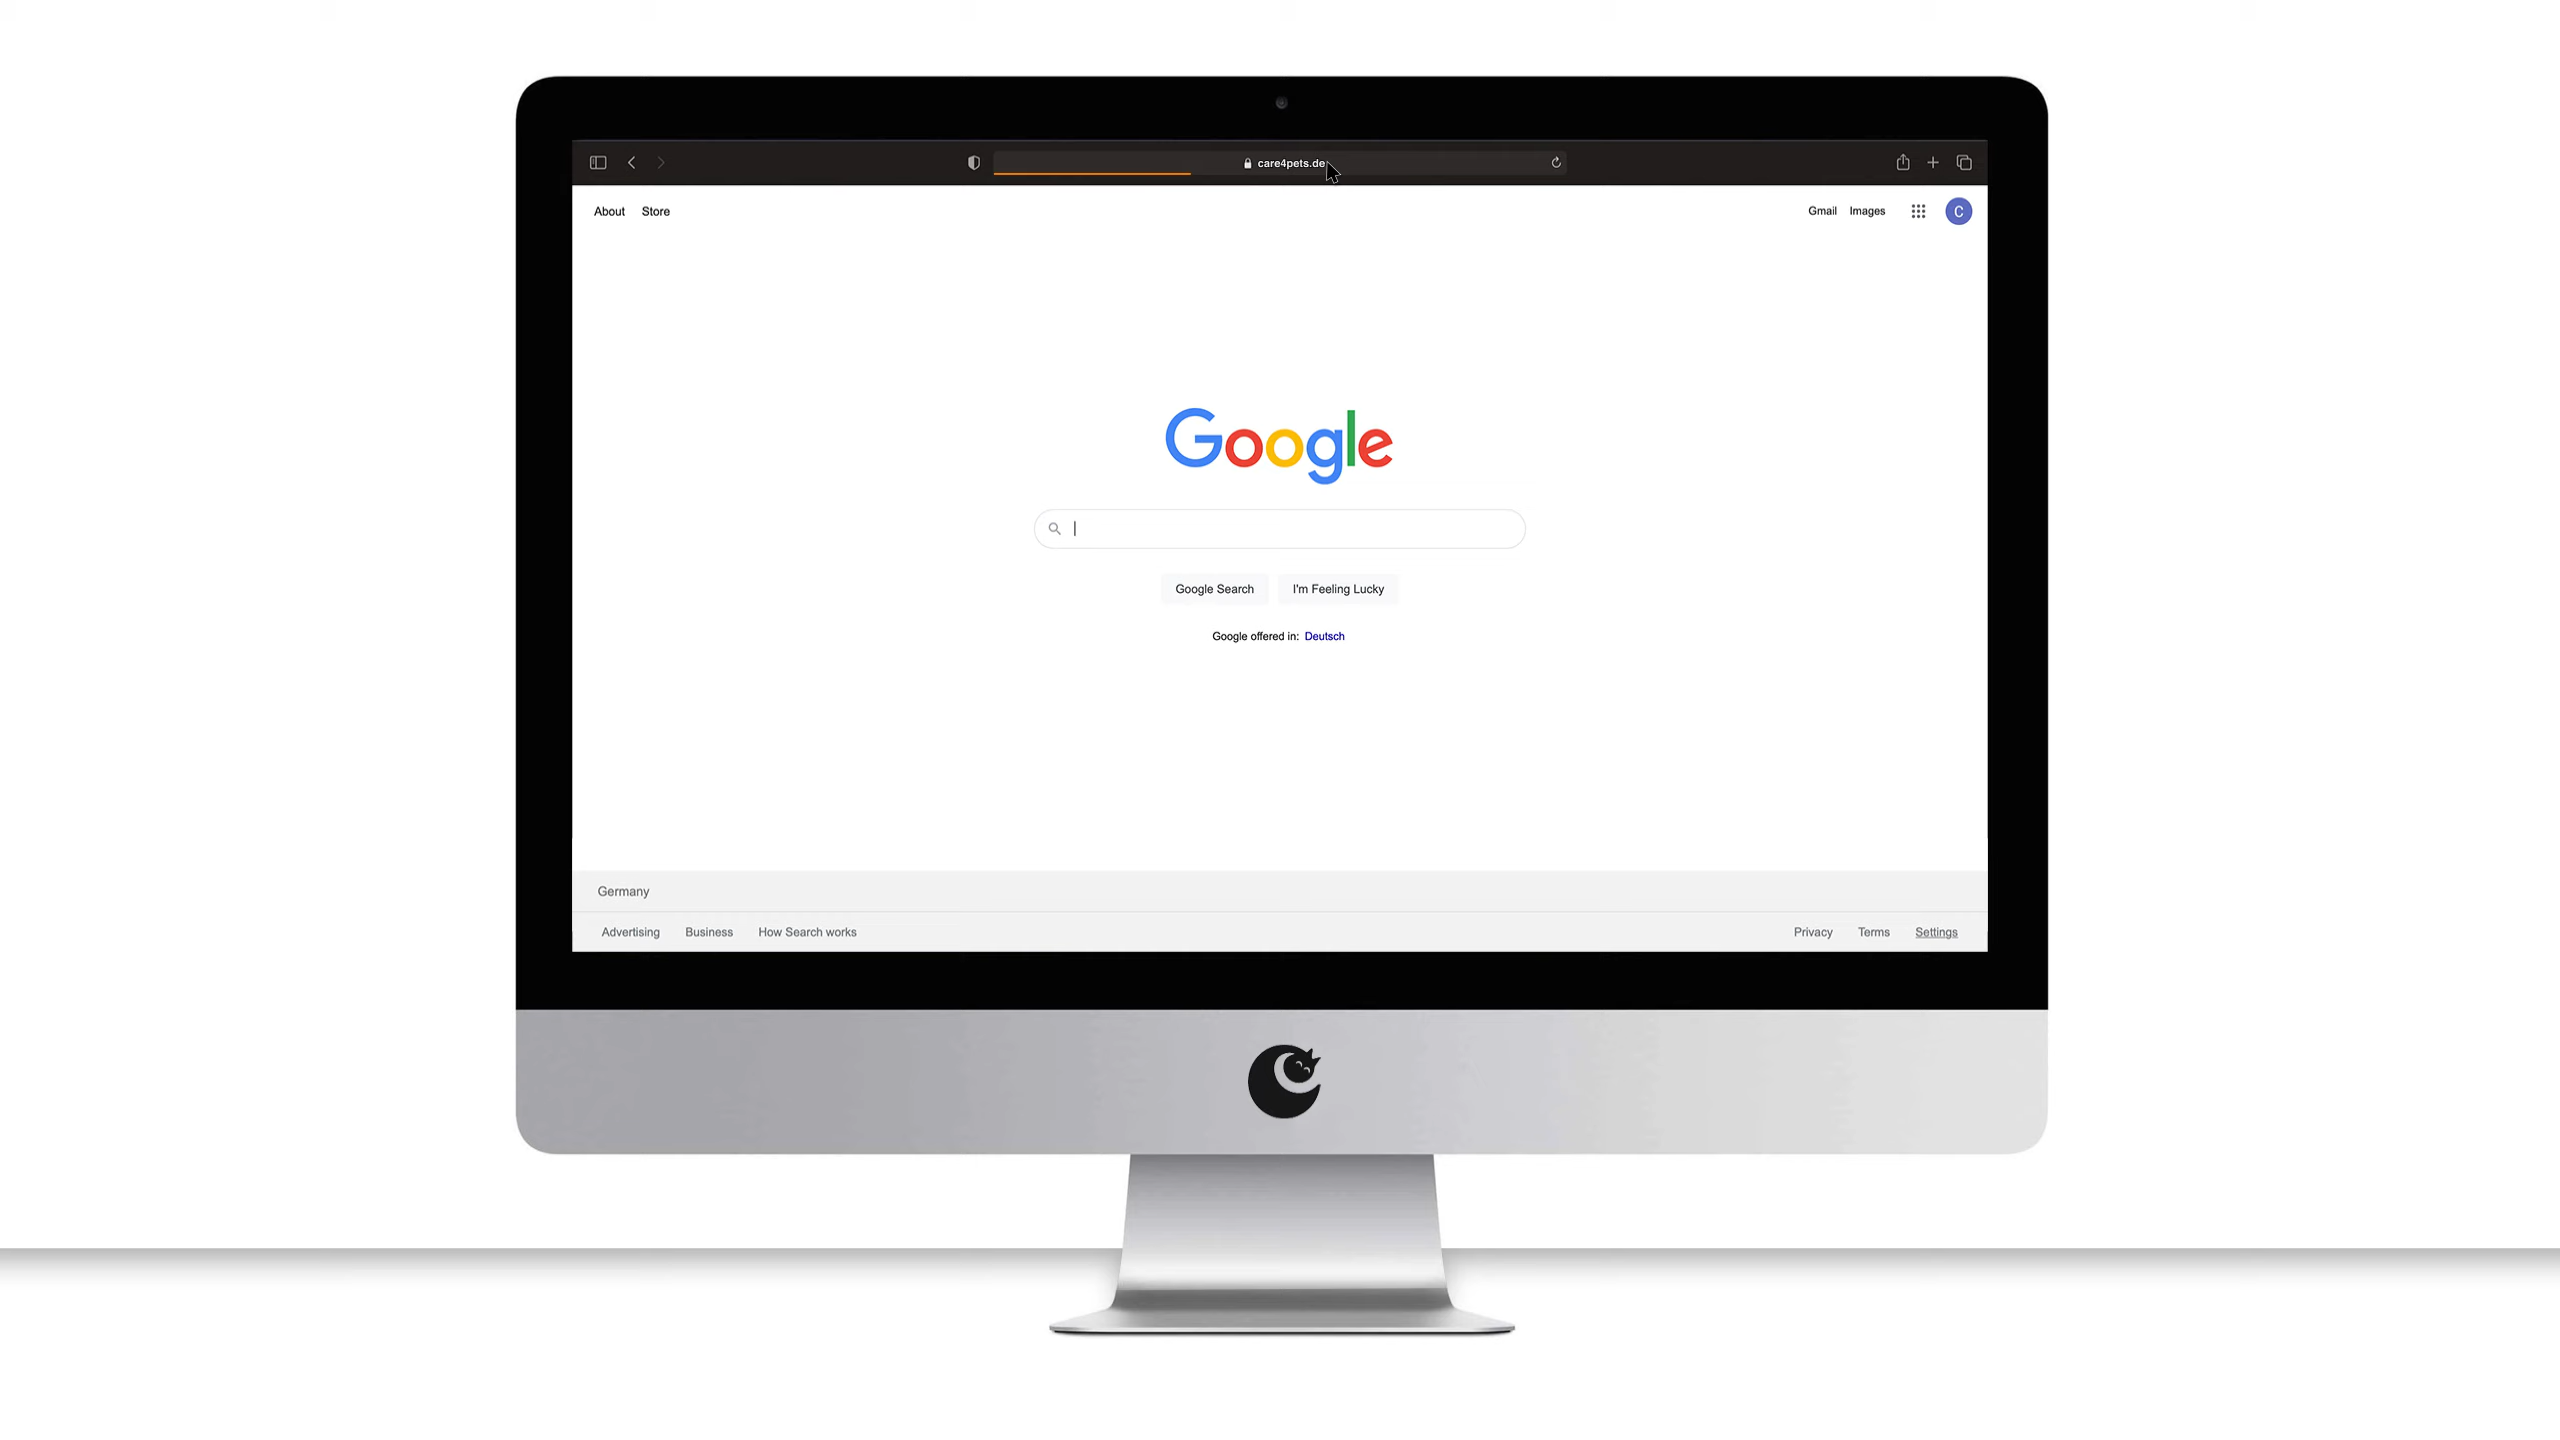 care4pets.de
About Store
Gmail Images
C
Google
Google Search I'm Feeling Lucky
Google offered in: Deutsch
Germany
Advertising Business How Search works
Privacy Terms Settings